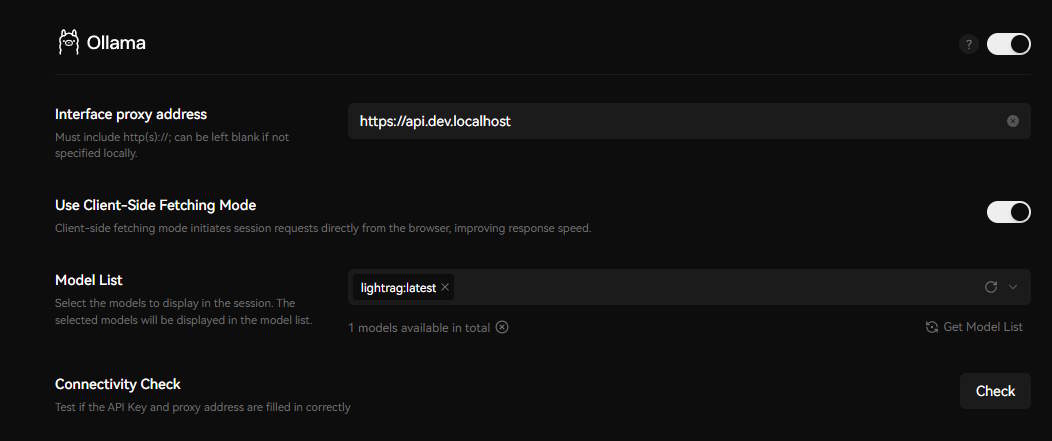 Ollama
?
Interface proxy address
Must include http(s)://; can be left blank if not
specified locally.
https://api.dev.localhost
Use Client-Side Fetching Mode
Client-side fetching mode initiates session requests directly from the browser, improving response speed.
Model List
Select the models to display in the session. The
selected models will be displayed in the model list.
lightrag:latest
1 models available in total
Get Model List
Connectivity Check
Test if the API Key and proxy address are filled in correctly
Check